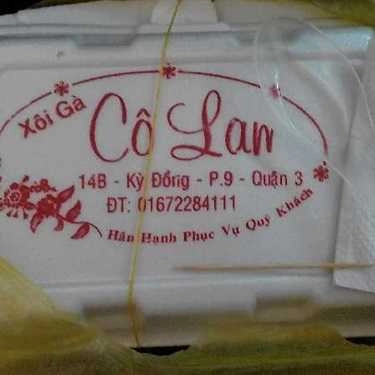 Xôi Gà
Cô Lan
14B - Kỳ Đồng - P.9 - Quận 3
ĐT: 01672284111
Hân Hạnh Phục Vụ Quý Khách